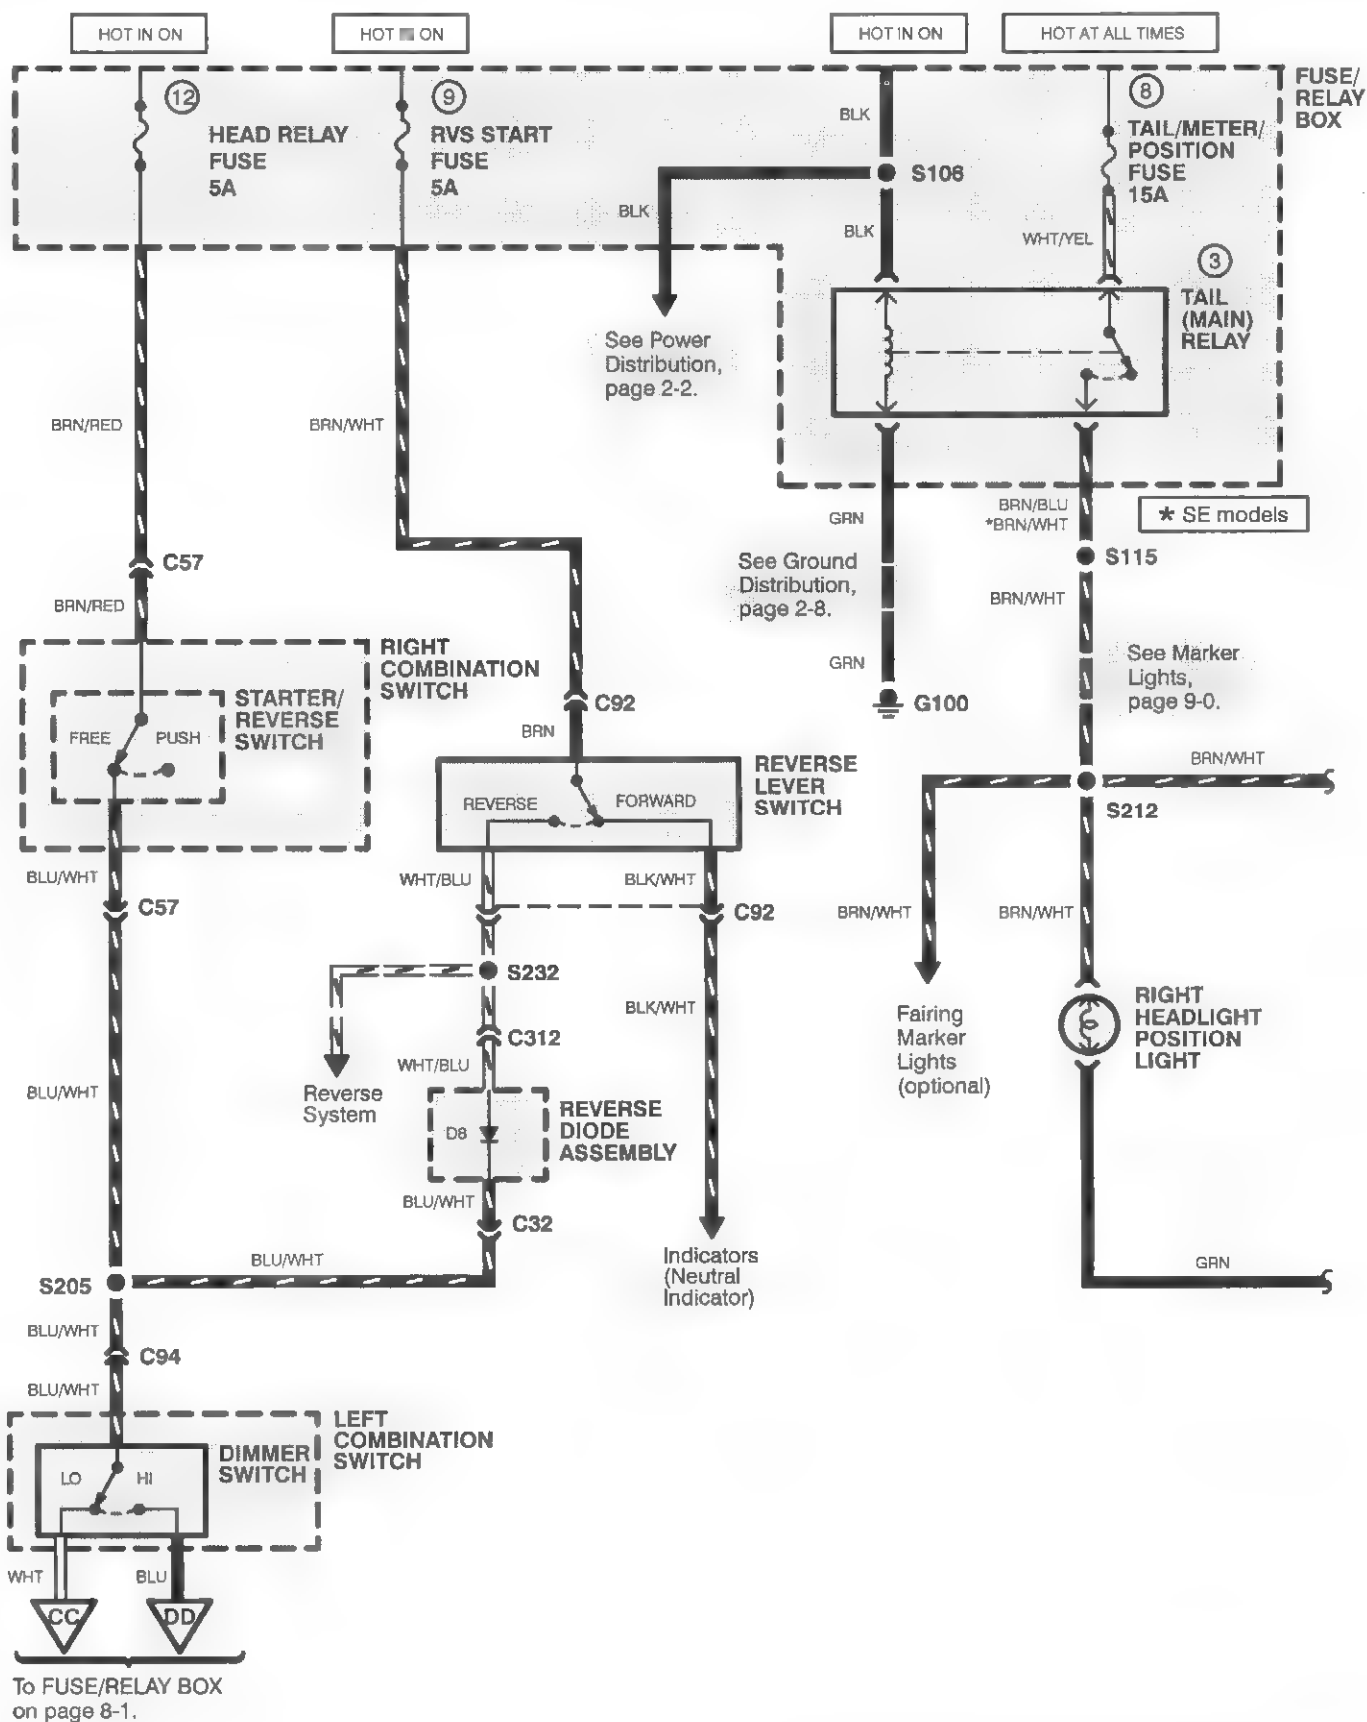 HOT IN ON
HOT ON
HOT IN ON
HOT AT ALL TIMES
FUSE/
RELAY
BOX
12
HEAD RELAY
FUSE
5A
9
RVS START
FUSE
5A
BLK
S106
BLK
BLK
8
TAIL/METER/
POSITION
FUSE
15A
WHT/YEL
3
TAIL
(MAIN)
RELAY
See Power
Distribution,
page 2-2.
BRN/RED
BRN/WHT
GRN
BRN/BLU
*BRN/WHT
* SE models
C57
S115
See Ground
Distribution,
page 2-8.
BRN/RED
BRN/WHT
RIGHT
COMBINATION
SWITCH
STARTER/
REVERSE
SWITCH
FREE
PUSH
GRN
G100
See Marker
Lights,
page 9-0.
C92
BRN
BRN/WHT
REVERSE
LEVER
SWITCH
REVERSE
FORWARD
S212
BLU/WHT
WHT/BLU
BLK/WHT
C57
C92
BRN/WHT
BRN/WHT
S232
BLK/WHT
Fairing
Marker
Lights
(optional)
RIGHT
HEADLIGHT
POSITION
LIGHT
C312
WHT/BLU
BLU/WHT
Reverse
System
D8
REVERSE
DIODE
ASSEMBLY
BLU/WHT
C32
BLU/WHT
Indicators
(Neutral
Indicator)
GRN
S205
BLU/WHT
C94
BLU/WHT
LEFT
COMBINATION
SWITCH
DIMMER
SWITCH
LO
HI
WHT
BLU
CC
DD
To FUSE/RELAY BOX
on page 8-1.